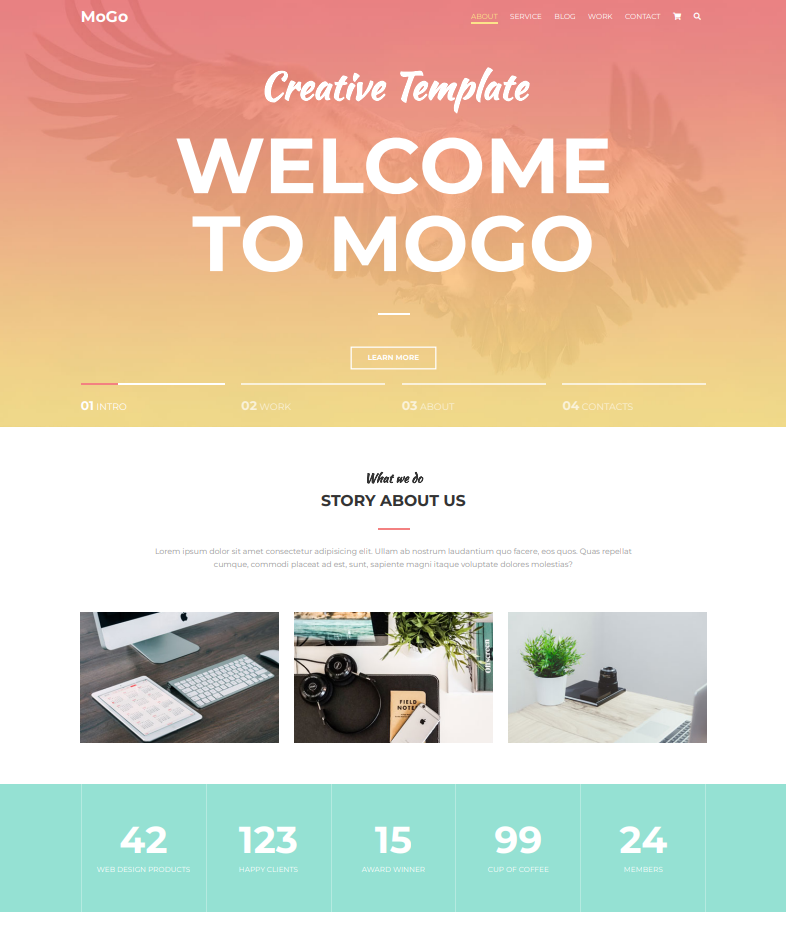 MoGo
ABOUT SERVICE BLOG WORK CONTACT
Creative Template
WELCOME
TO MOGO
LEARN MORE
01 INTRO
02 WORK
03 ABOUT
04 CONTACTS
What we do
STORY ABOUT US
Lorem ipsum dolor sit amet consectetur adipisicing elit. Ullam ab nostrum laudantium quo facere, eos quos. Quas repellat
cumque, commodi placeat ad est, sunt, sapiente magni itaque voluptate dolores molestias?
FIELD
NOTES
42
WEB DESIGN PRODUCTS
123
HAPPY CLIENTS
15
AWARD WINNER
99
CUP OF COFFEE
24
MEMBERS